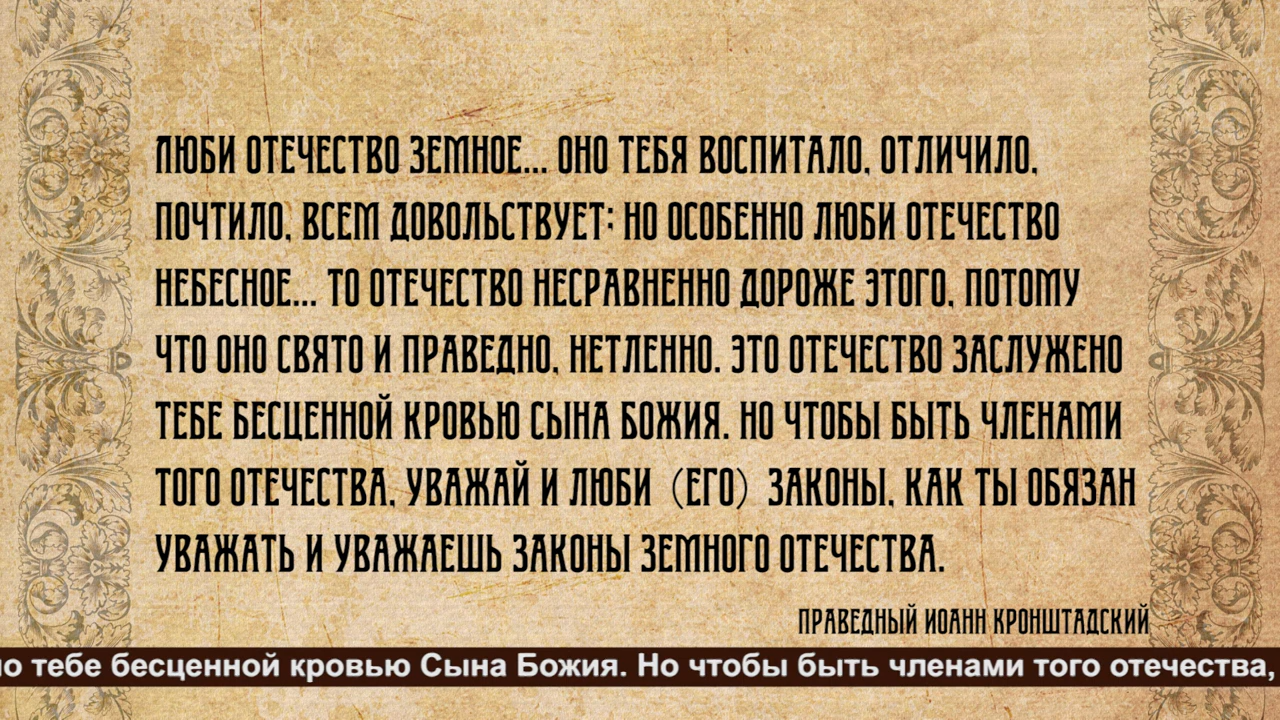 ЛЮБИ ОТЕЧЕСТВО ЗЕМНОЕ... ОНО ТЕБЯ ВОСПИТАЛО, ОТЛИЧИЛО,
ПОЧТИЛО, ВСЕМ ДОВОЛЬСТВУЕТ; НО ОСОБЕННО ЛЮБИ ОТЕЧЕСТВО
НЕБЕСНОЕ... ТО ОТЕЧЕСТВО НЕСРАВНЕННО ДОРОЖЕ ЭТОГО, ПОТОМУ
ЧТО ОНО СВЯТО И ПРАВЕДНО, НЕТЛЕННО. ЭТО ОТЕЧЕСТВО ЗАСЛУЖЕНО
ТЕБЕ БЕСЦЕННОЙ КРОВЬЮ СЫНА БОЖИЯ. НО ЧТОБЫ БЫТЬ ЧЛЕНАМИ
ТОГО ОТЕЧЕСТВА, УВАЖАЙ И ЛЮБИ (ЕГО) ЗАКОНЫ, КАК ТЫ ОБЯЗАН
УВАЖАТЬ И УВАЖАЕШЬ ЗАКОНЫ ЗЕМНОГО ОТЕЧЕСТВА.
ПРАВЕДНЫЙ ИОАНН КРОНШТАДСКИЙ
но тебе бесценной кровью Сына Божия. Но чтобы быть членами того отечества,